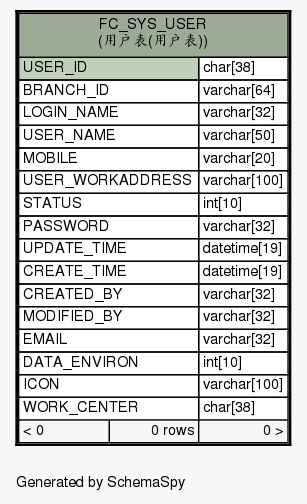 FC_SYS_USER
(用户表(用户表))
USER_ID char[38]
BRANCH_ID varchar[64]
LOGIN_NAME varchar[32]
USER_NAME varchar[50]
MOBILE varchar[20]
USER_WORKADDRESS varchar[100]
STATUS int[10]
PASSWORD varchar[32]
UPDATE_TIME datetime[19]
CREATE_TIME datetime[19]
CREATED_BY varchar[32]
MODIFIED_BY varchar[32]
EMAIL varchar[32]
DATA_ENVIRON int[10]
ICON varchar[100]
WORK_CENTER char[38]
< 0 0 rows 0 >
Generated by SchemaSpy